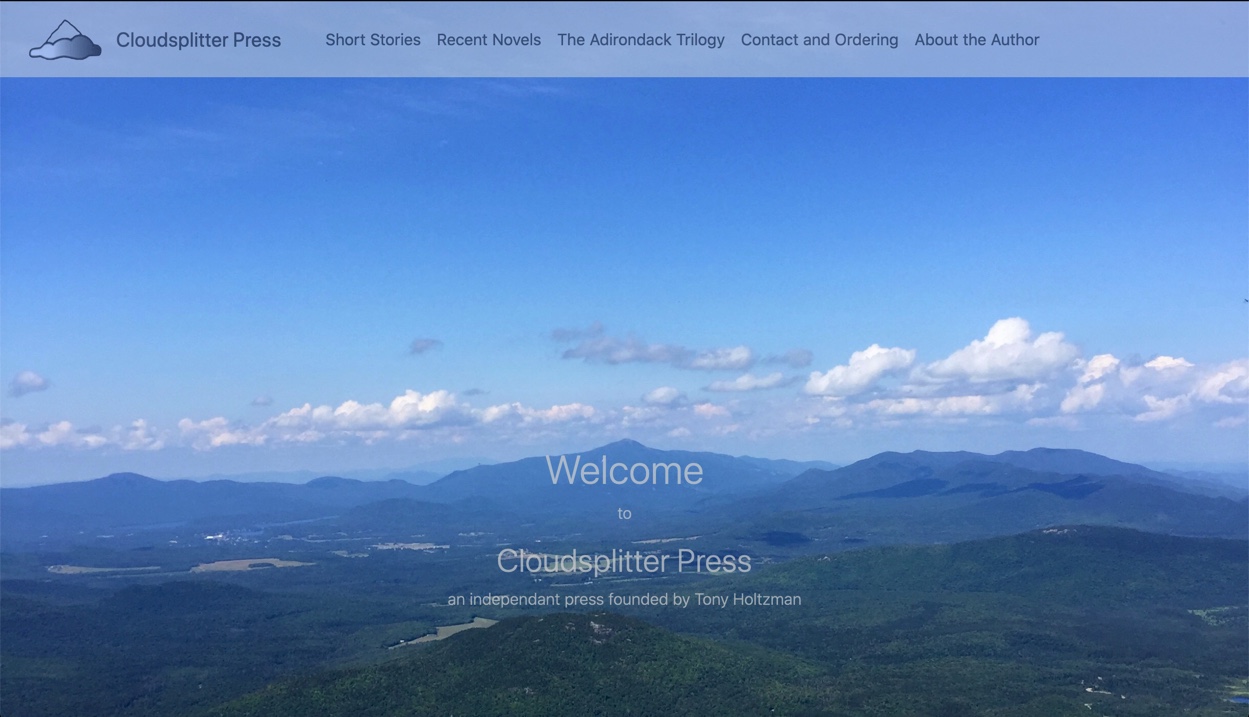 Cloudsplitter Press
Short Stories
Recent Novels
The Adirondack Trilogy
Contact and Ordering
About the Author
Welcome
to
Cloudsplitter Press
an independant press founded by Tony Holtzman